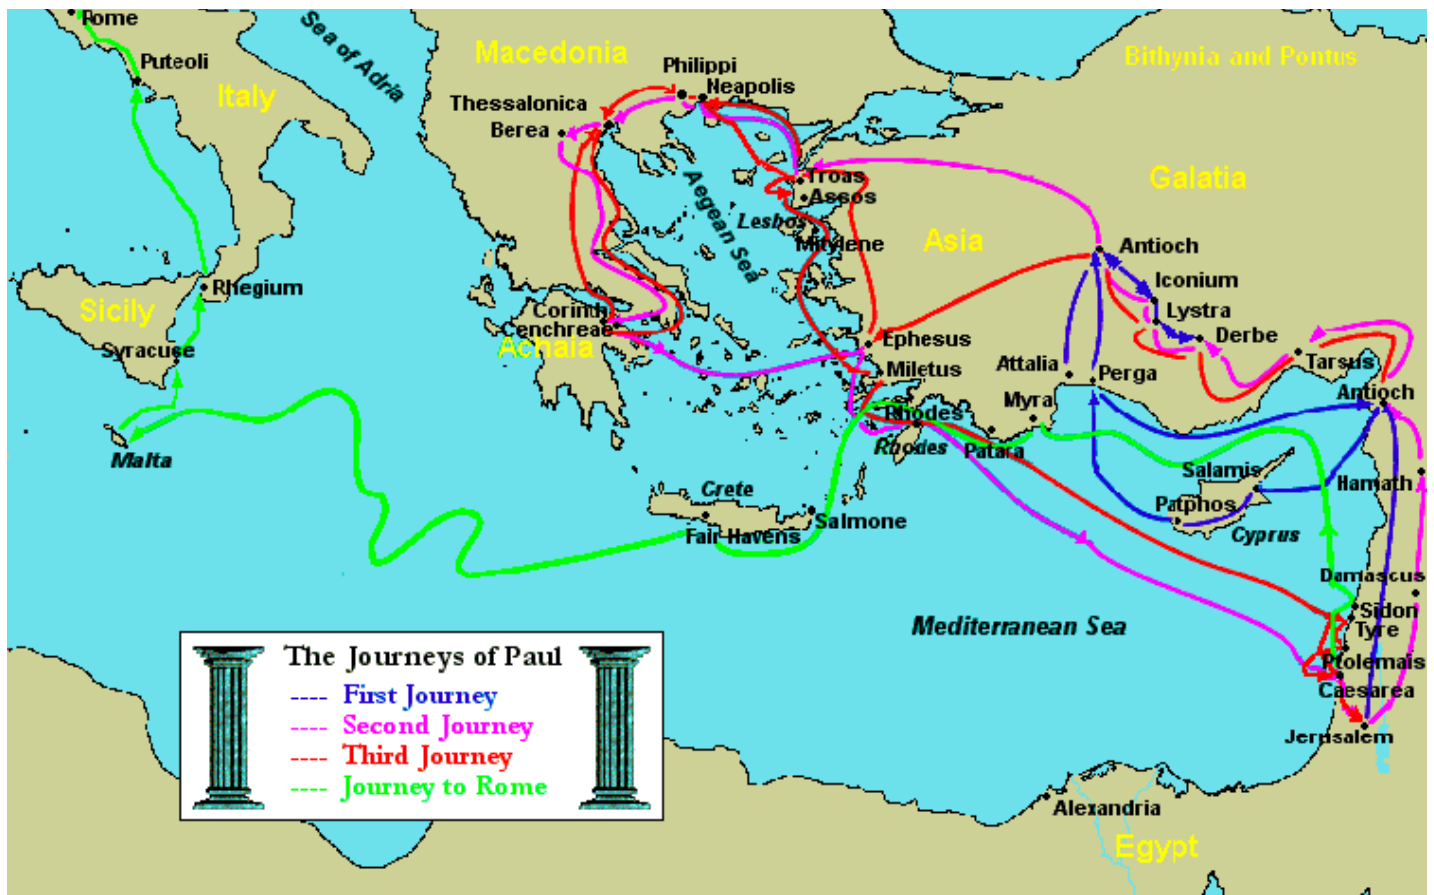 Rome
Puteoli
Italy
Sea of Adria
Macedonia
Philippi
Neapolis
Thessalonica
Berea
Bithynia and Pontus
Galatia
Aegean Sea
Troas
Assos
Lesbos
Mitylene
Asia
Antioch
Iconium
Lystra
Derbe
Rhegium
Sicily
Syracuse
Corinth
Cenchreae
Achaia
Ephesus
Miletus
Attalia
Perga
Tarsus
Antioch
Myra
Rhodes
Rhodes
Patara
Malta
Crete
Salmone
Fair Havens
Salamis
Patphos
Cyprus
Hamath
Damascus
Sidon
Tyre
Ptolemais
Caesarea
Jerusalem
Mediterranean Sea
The Journeys of Paul
---- First Journey
---- Second Journey
---- Third Journey
---- Journey to Rome
Alexandria
Egypt